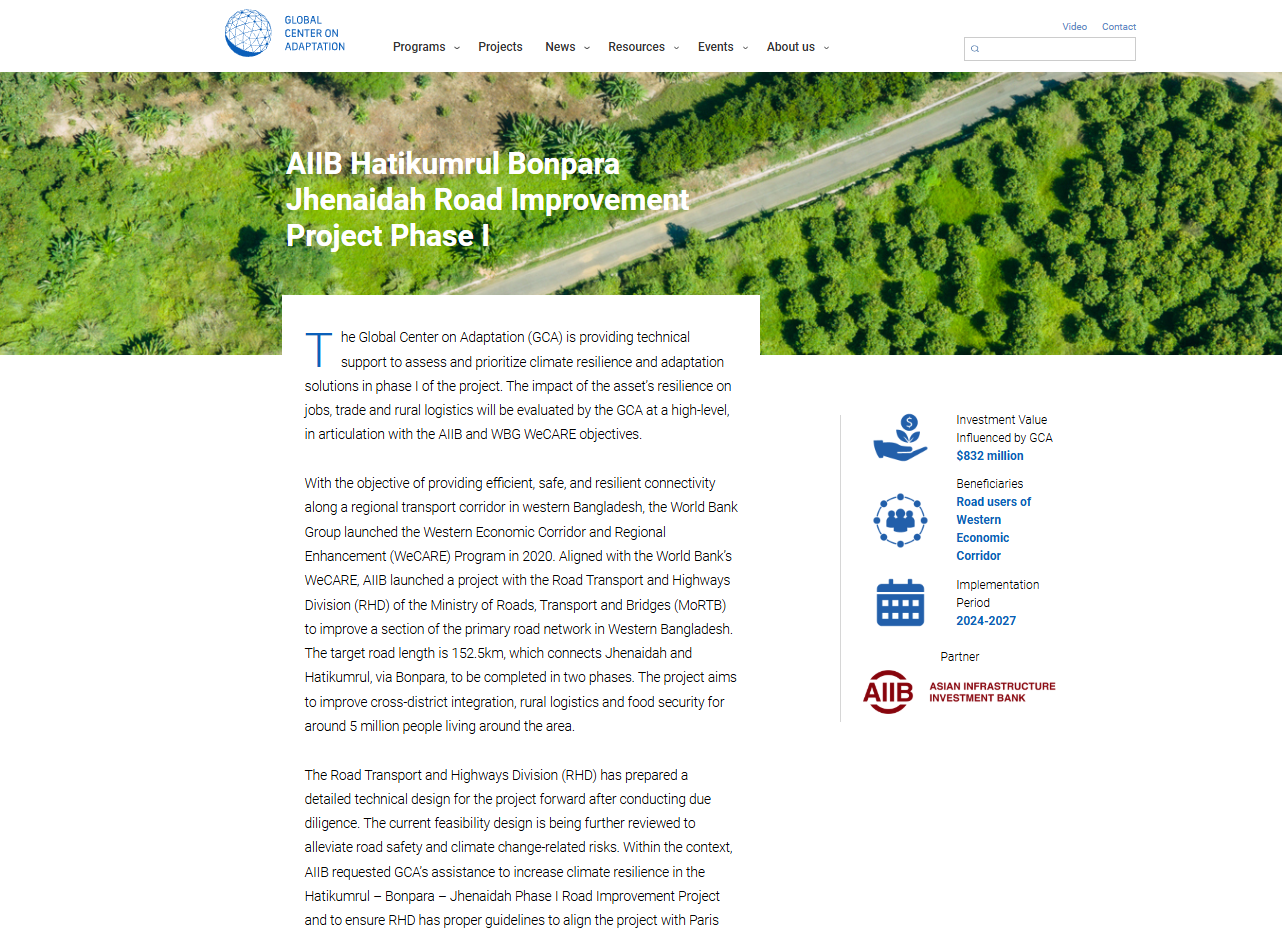 GLOBAL
CENTER ON
ADAPTATION
Programs
Projects
News
Resources
Events
About us
Video
Contact
AIIB Hatikumrul Bonpara
Jhenaidah Road Improvement
Project Phase I
The Global Center on Adaptation (GCA) is providing technical
support to assess and prioritize climate resilience and adaptation
solutions in phase I of the project. The impact of the asset's resilience on
jobs, trade and rural logistics will be evaluated by the GCA at a high-level,
in articulation with the AIIB and WBG WeCARE objectives.
With the objective of providing efficient, safe, and resilient connectivity
along a regional transport corridor in western Bangladesh, the World Bank
Group launched the Western Economic Corridor and Regional
Enhancement (WeCARE) Program in 2020. Aligned with the World Bank's
WeCARE, AIIB launched a project with the Road Transport and Highways
Division (RHD) of the Ministry of Roads, Transport and Bridges (MoRTB)
to improve a section of the primary road network in Western Bangladesh.
The target road length is 152.5km, which connects Jhenaidah and
Hatikumrul, via Bonpara, to be completed in two phases. The project aims
to improve cross-district integration, rural logistics and food security for
around 5 million people living around the area.
The Road Transport and Highways Division (RHD) has prepared a
detailed technical design for the project forward after conducting due
diligence. The current feasibility design is being further reviewed to
alleviate road safety and climate change-related risks. Within the context,
AIIB requested GCA's assistance to increase climate resilience in the
Hatikumrul – Bonpara – Jhenaidah Phase I Road Improvement Project
and to ensure RHD has proper guidelines to align the project with Paris
Investment Value
Influenced by GCA
$832 million
Beneficiaries
Road users of
Western
Economic
Corridor
Implementation
Period
2024-2027
Partner
AIIB
ASIAN INFRASTRUCTURE
INVESTMENT BANK